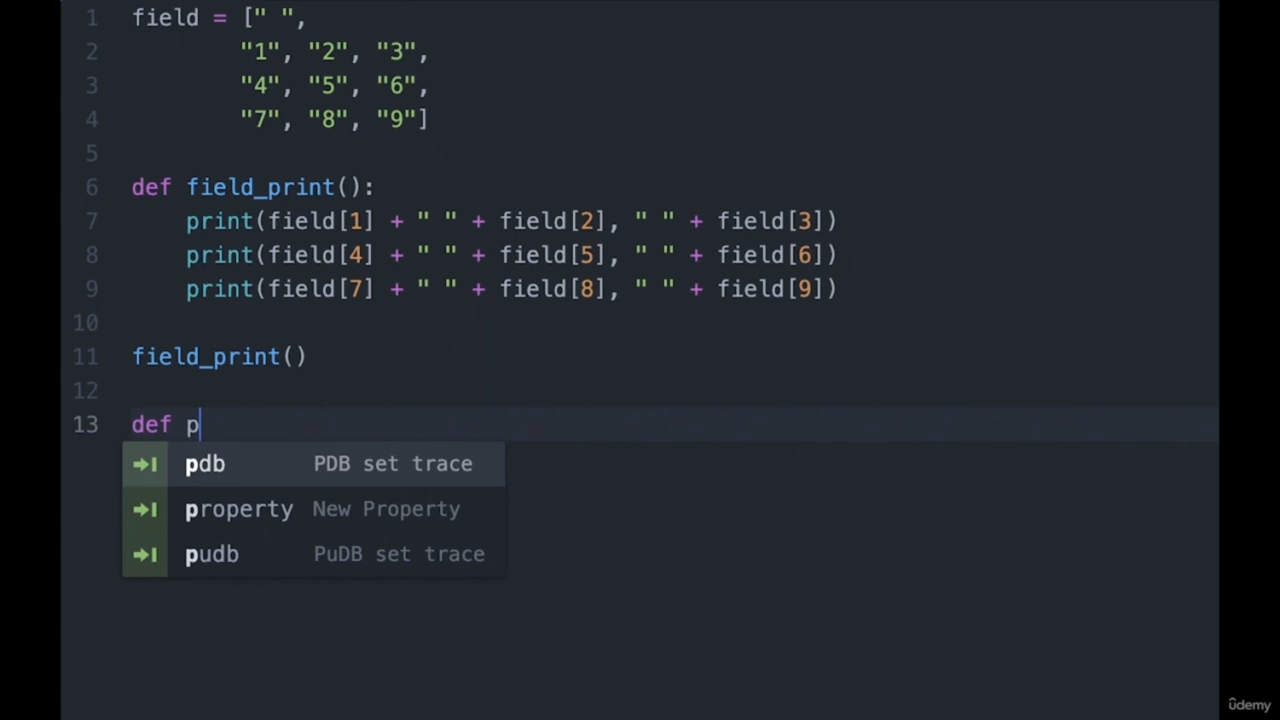 1 field = [" ",
2 "1", "2", "3",
3 "4", "5", "6",
4 "7", "8", "9"]
5
6 def field_print():
7 print(field[1] + " " + field[2], " " + field[3])
8 print(field[4] + " " + field[5], " " + field[6])
9 print(field[7] + " " + field[8], " " + field[9])
10
11 field_print()
12
13 def p
pdb PDB set trace
property New Property
pudb PuDB set trace
ûdemy